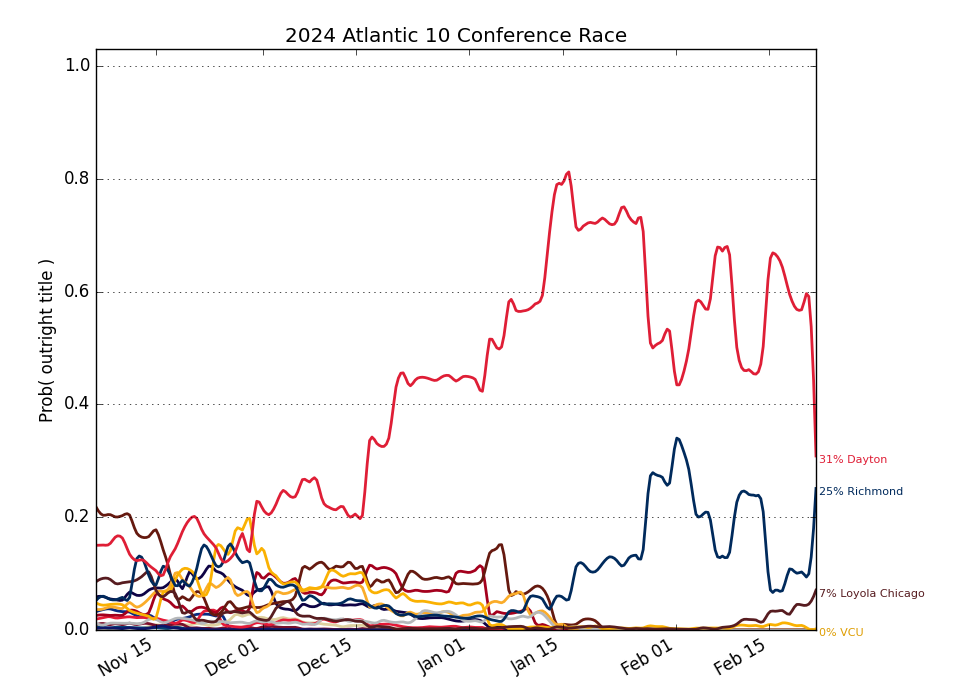 2024 Atlantic 10 Conference Race
Prob( outright title )
1.0
0.8
0.6
0.4
0.2
0.0
31% Dayton
25% Richmond
7% Loyola Chicago
0% VCU
Nov 15
Dec 01
Dec 15
Jan 01
Jan 15
Feb 01
Feb 15